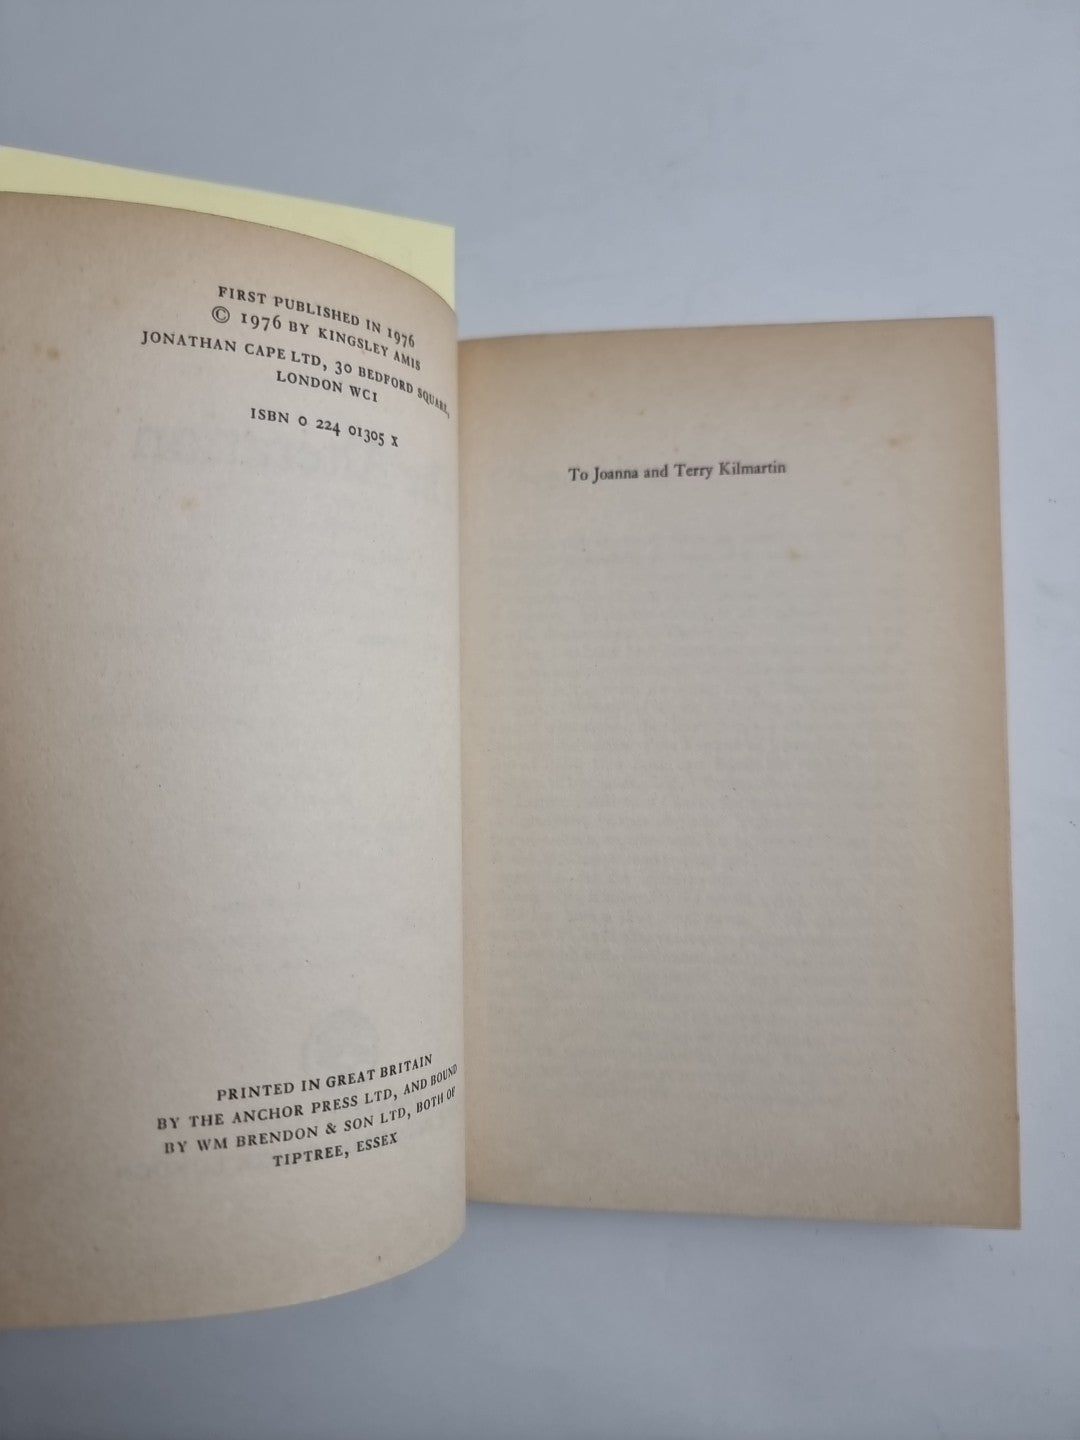 FIRST PUBLISHED IN 1976
© 1976 BY KINGSLEY AMIS
JONATHAN CAPE LTD, 30 BEDFORD SQUARE,
LONDON WC1
ISBN 0 224 01305 X
PRINTED IN GREAT BRITAIN
BY THE ANCHOR PRESS LTD, AND BOUND
BY WM BRENDON & SON LTD, BOTH OF
TIPTREE, ESSEX
To Joanna and Terry Kilmartin